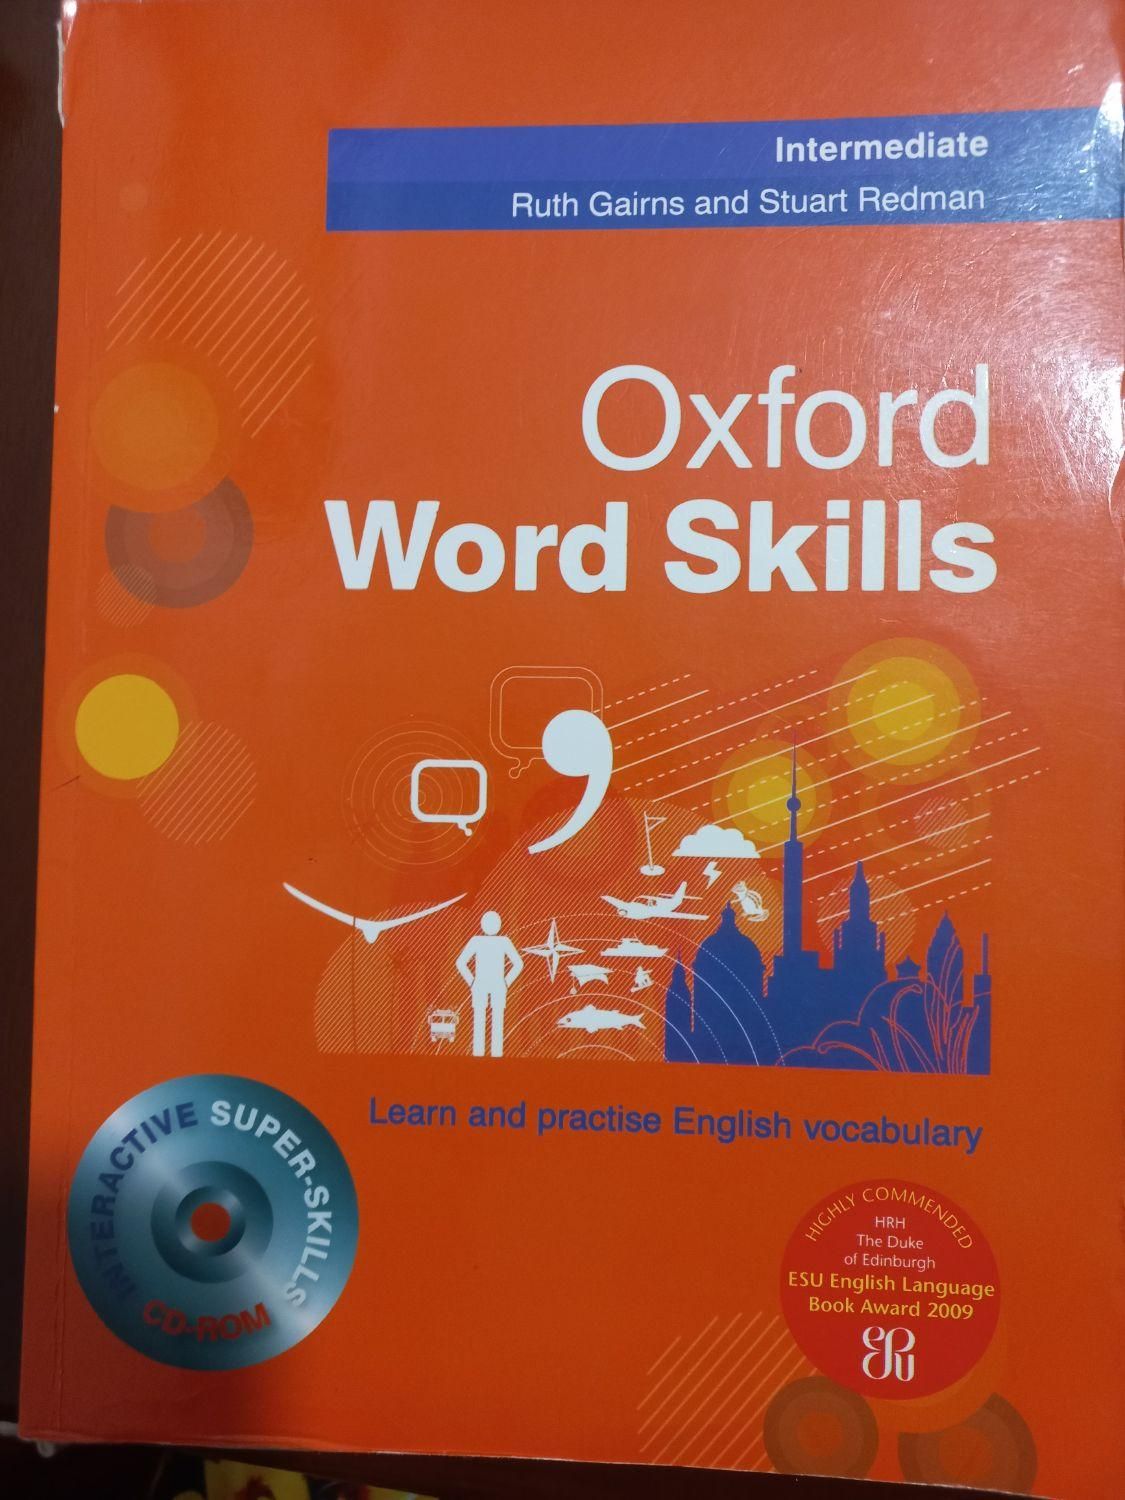 Intermediate
Ruth Gairns and Stuart Redman
Oxford
Word Skills
Learn and practise English vocabulary
INTERACTIVE SUPER-SKILLS
CD-ROM
HIGHLY COMMENDED
HRH
The Duke
of Edinburgh
ESU English Language
Book Award 2009
esu